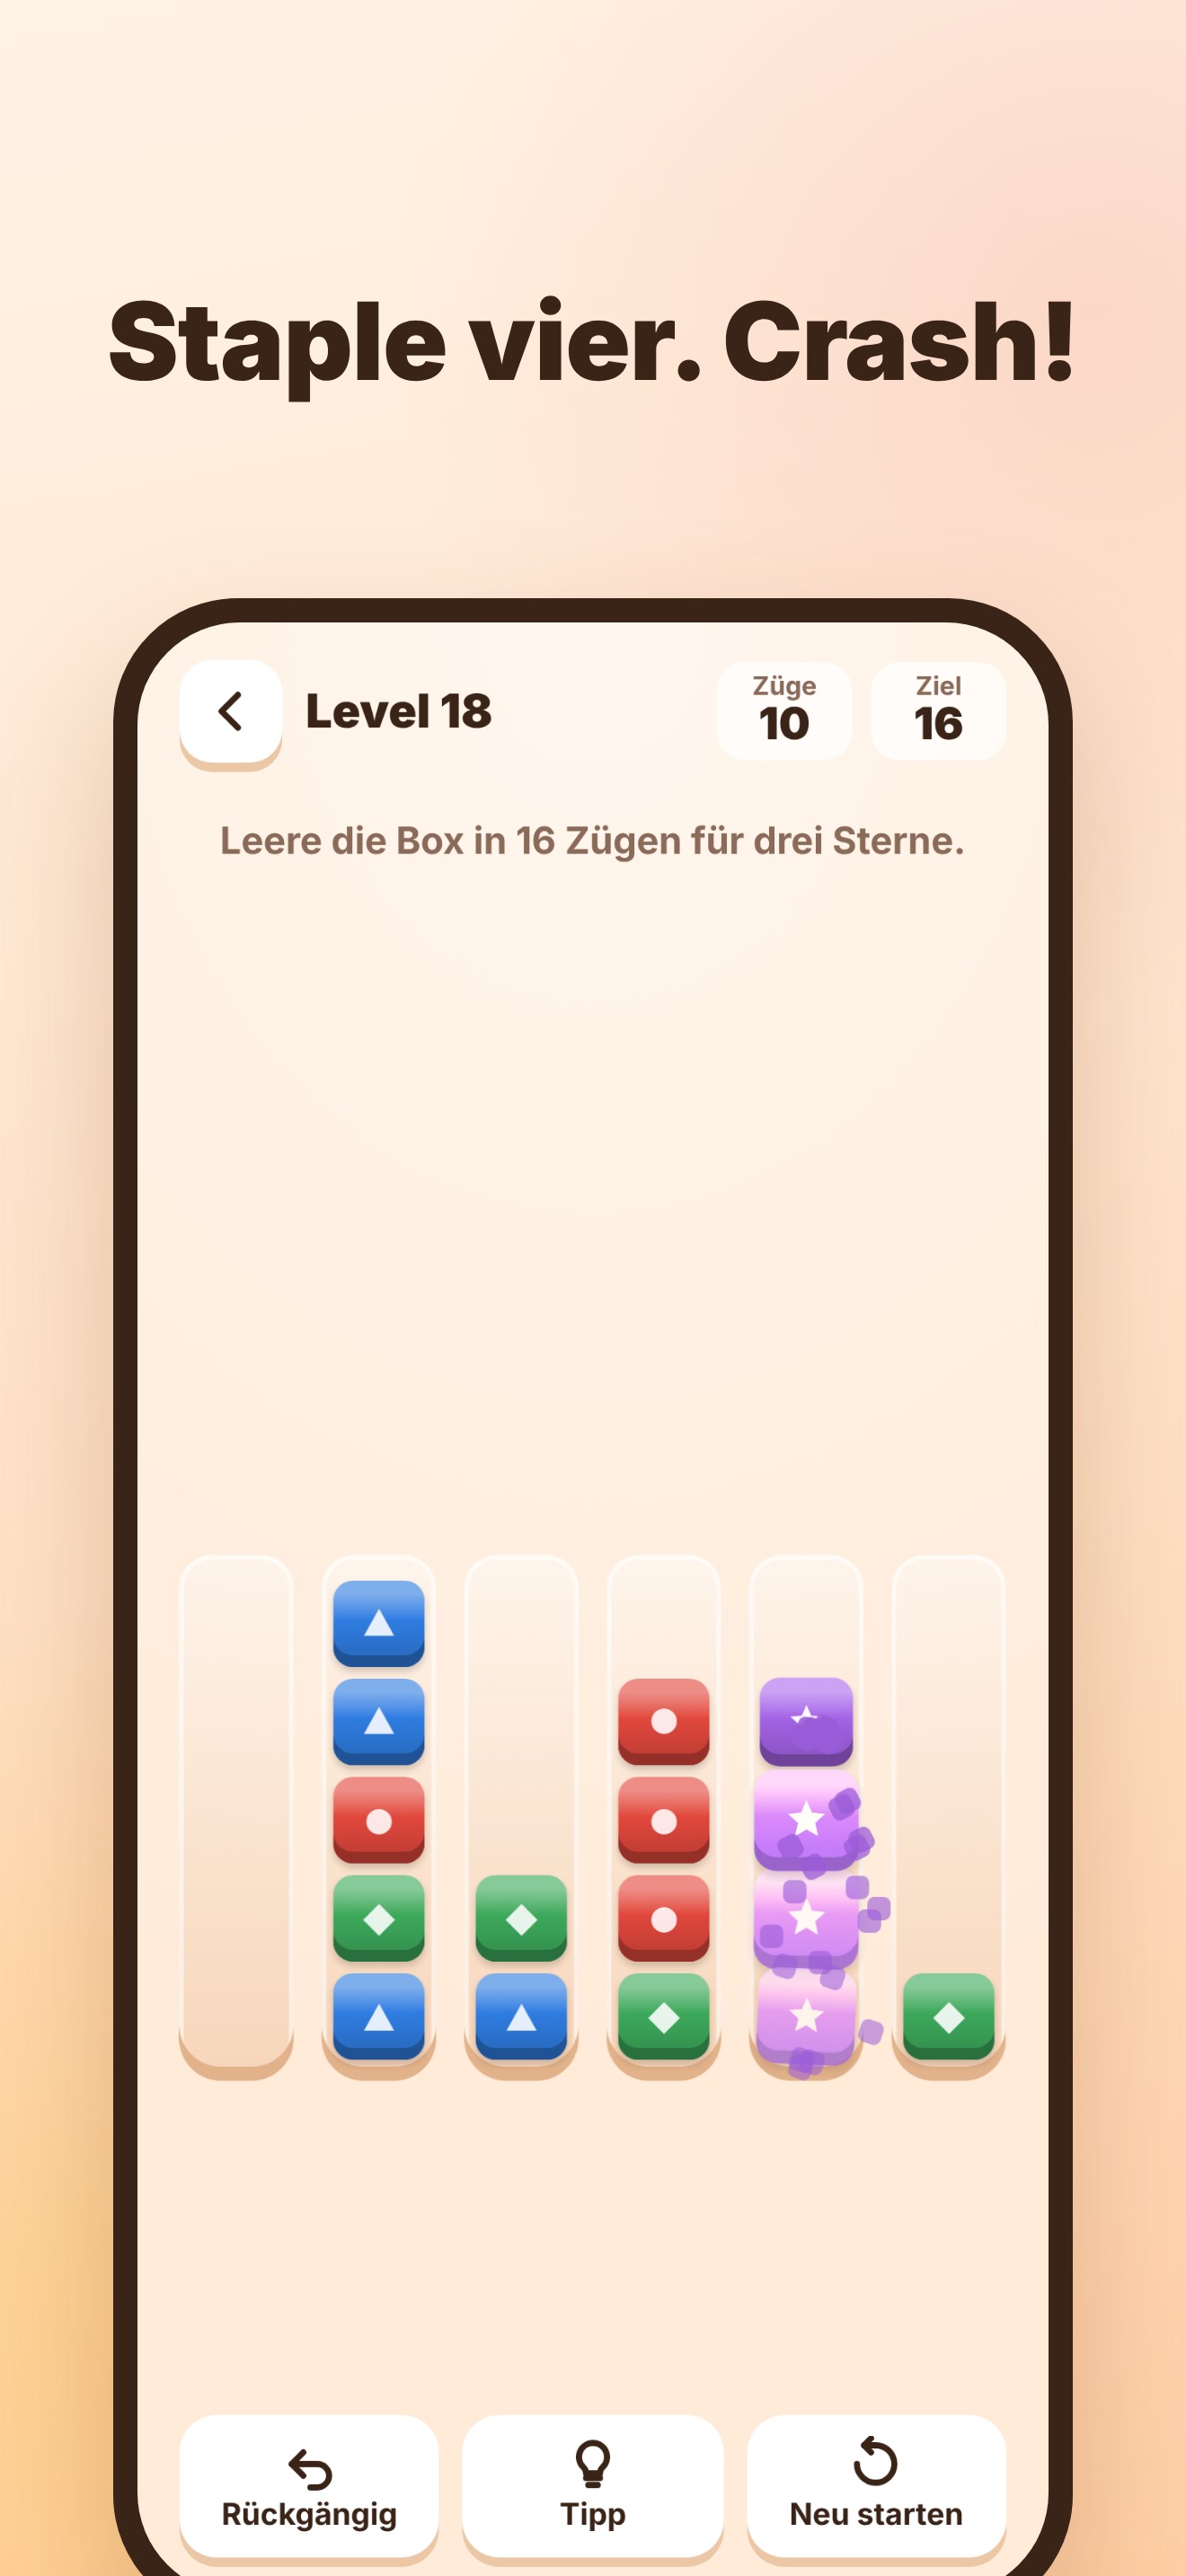 Staple vier. Crash!
Level 18
Züge
10
Ziel
16
Leere die Box in 16 Zügen für drei Sterne.
Rückgängig
Tipp
Neu starten